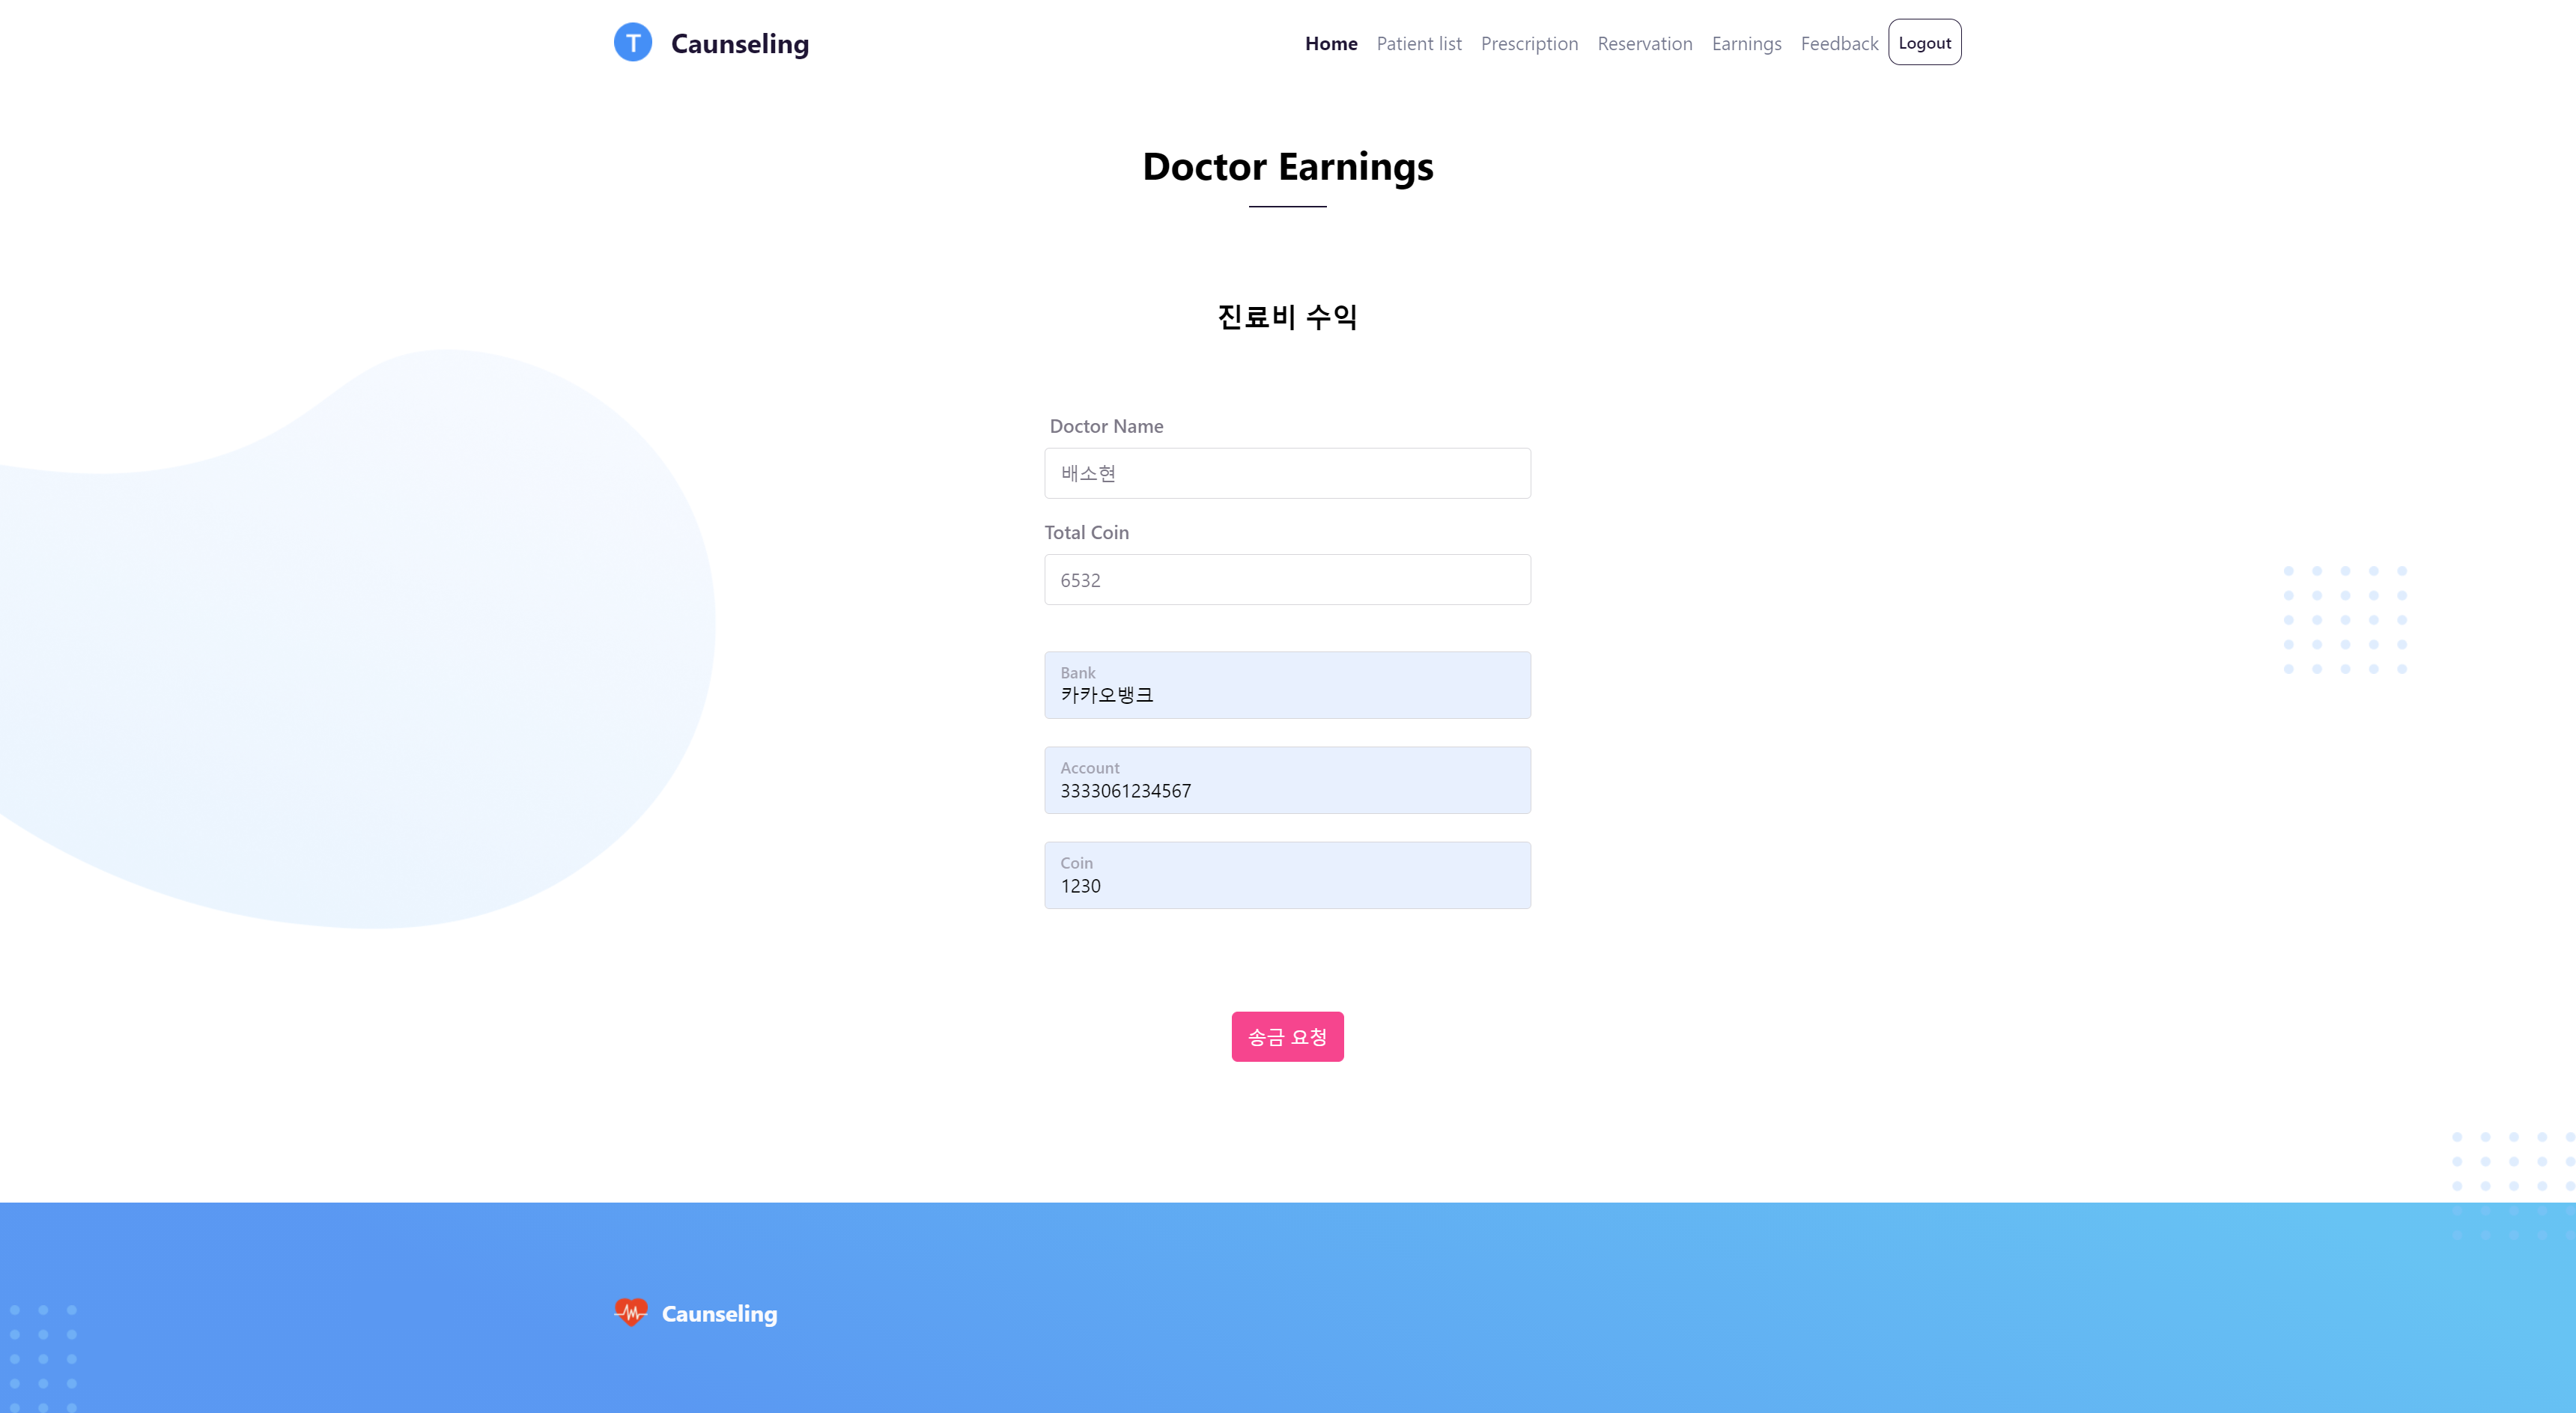 T Caunseling
Home Patient list Prescription Reservation Earnings Feedback Logout
Doctor Earnings
진료비 수익
Doctor Name
배소현
Total Coin
6532
Bank
카카오뱅크
Account
3333061234567
Coin
1230
송금 요청
Caunseling